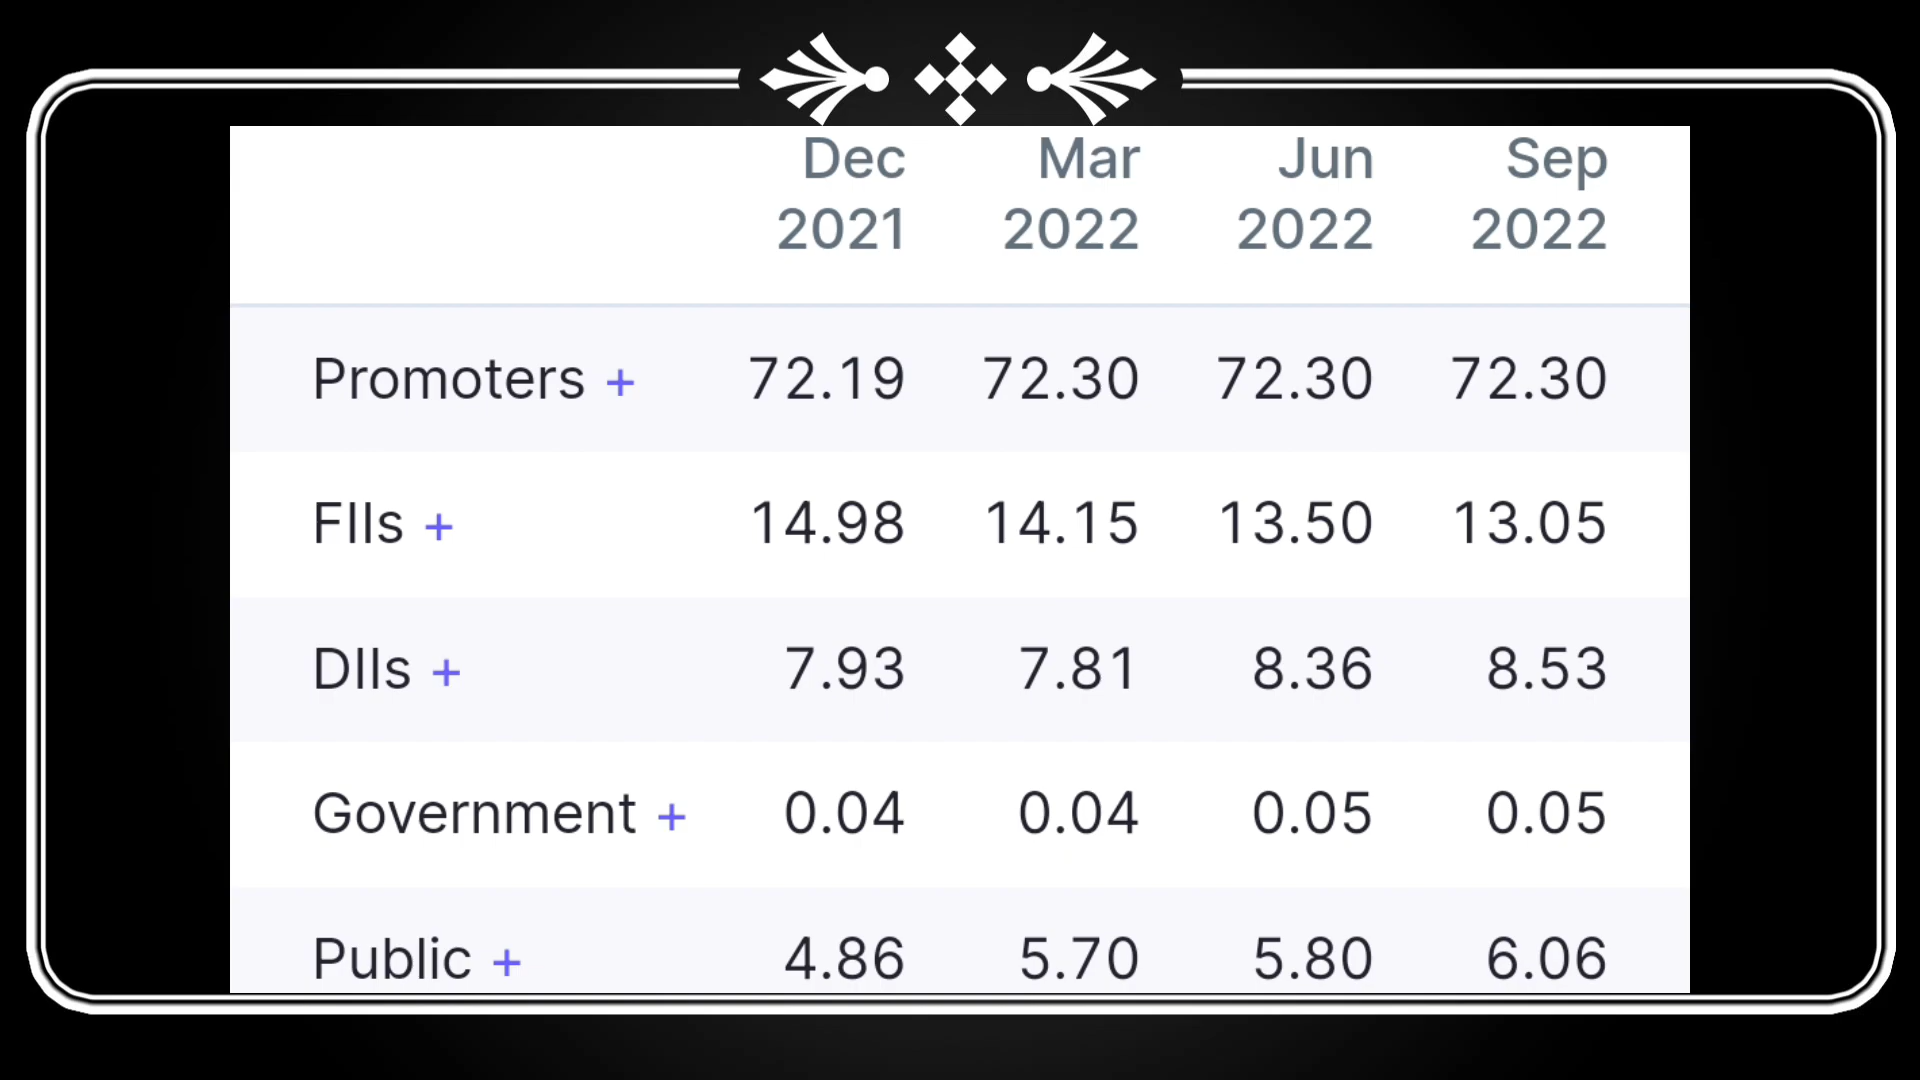 Dec Mar Jun Sep
2021 2022 2022 2022
Promoters + 72.19 72.30 72.30 72.30
FIIs + 14.98 14.15 13.50 13.05
DIIs + 7.93 7.81 8.36 8.53
Government + 0.04 0.04 0.05 0.05
Public + 4.86 5.70 5.80 6.06